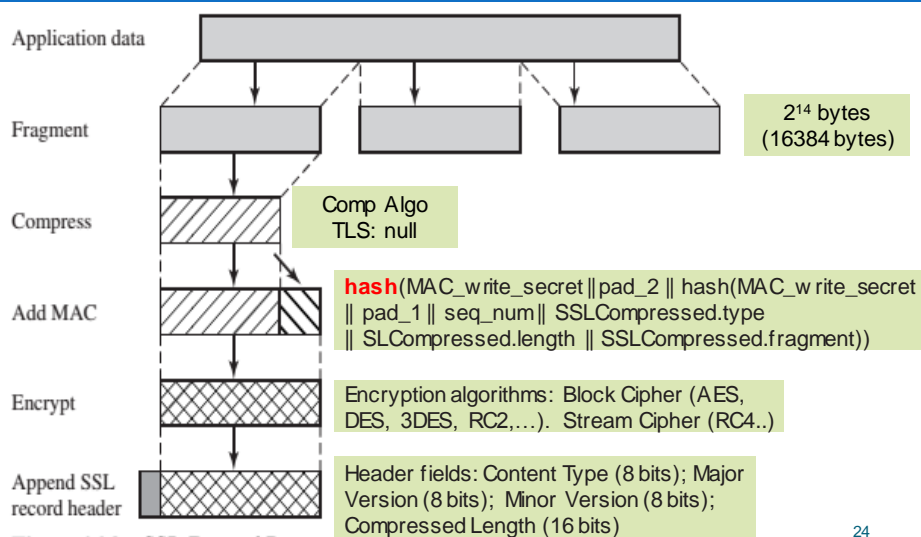 Application data
Fragment
2¹⁴ bytes
(16384 bytes)
Compress
Comp Algo
TLS: null
Add MAC
hash(MAC_write_secret ‖ pad_2 ‖ hash(MAC_write_secret
‖ pad_1 ‖ seq_num ‖ SSLCompressed.type
‖ SLCompressed.length ‖ SSLCompressed.fragment))
Encrypt
Encryption algorithms: Block Cipher (AES,
DES, 3DES, RC2,…). Stream Cipher (RC4..)
Append SSL
record header
Header fields: Content Type (8 bits); Major
Version (8 bits); Minor Version (8 bits);
Compressed Length (16 bits)
24